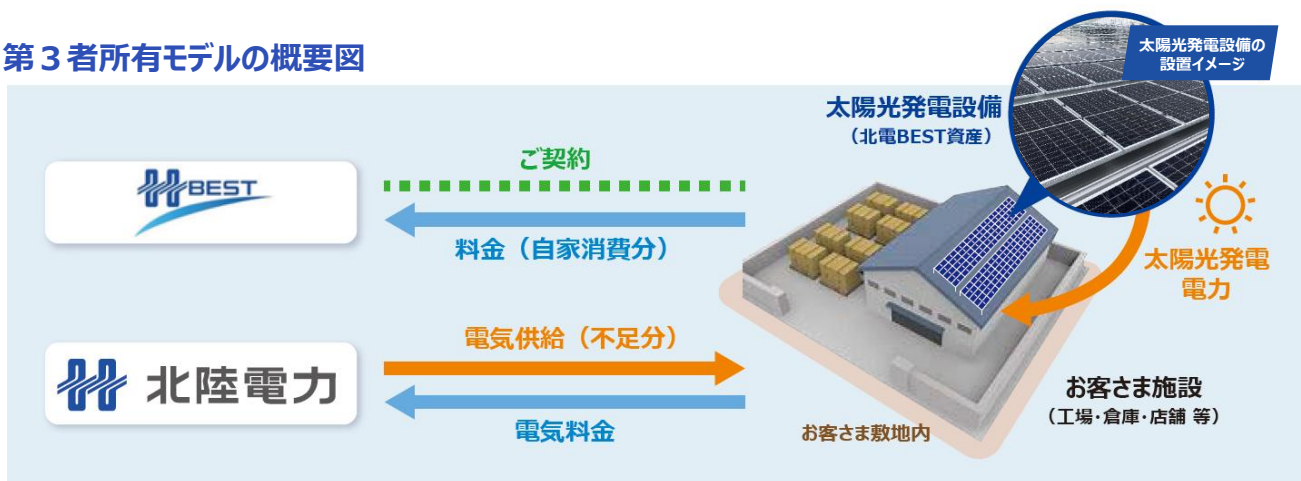 第３者所有モデルの概要図
太陽光発電設備の
設置イメージ
太陽光発電設備
（北電BEST資産）
BEST
ご契約
料金（自家消費分）
太陽光発電
電力
北陸電力
電気供給（不足分）
電気料金
お客さま敷地内
お客さま施設
（工場･倉庫･店舗 等）